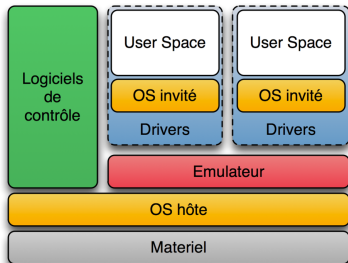 User Space
User Space
Logiciels
de
contrôle
OS invité
OS invité
Drivers
Drivers
Emulateur
OS hôte
Materiel